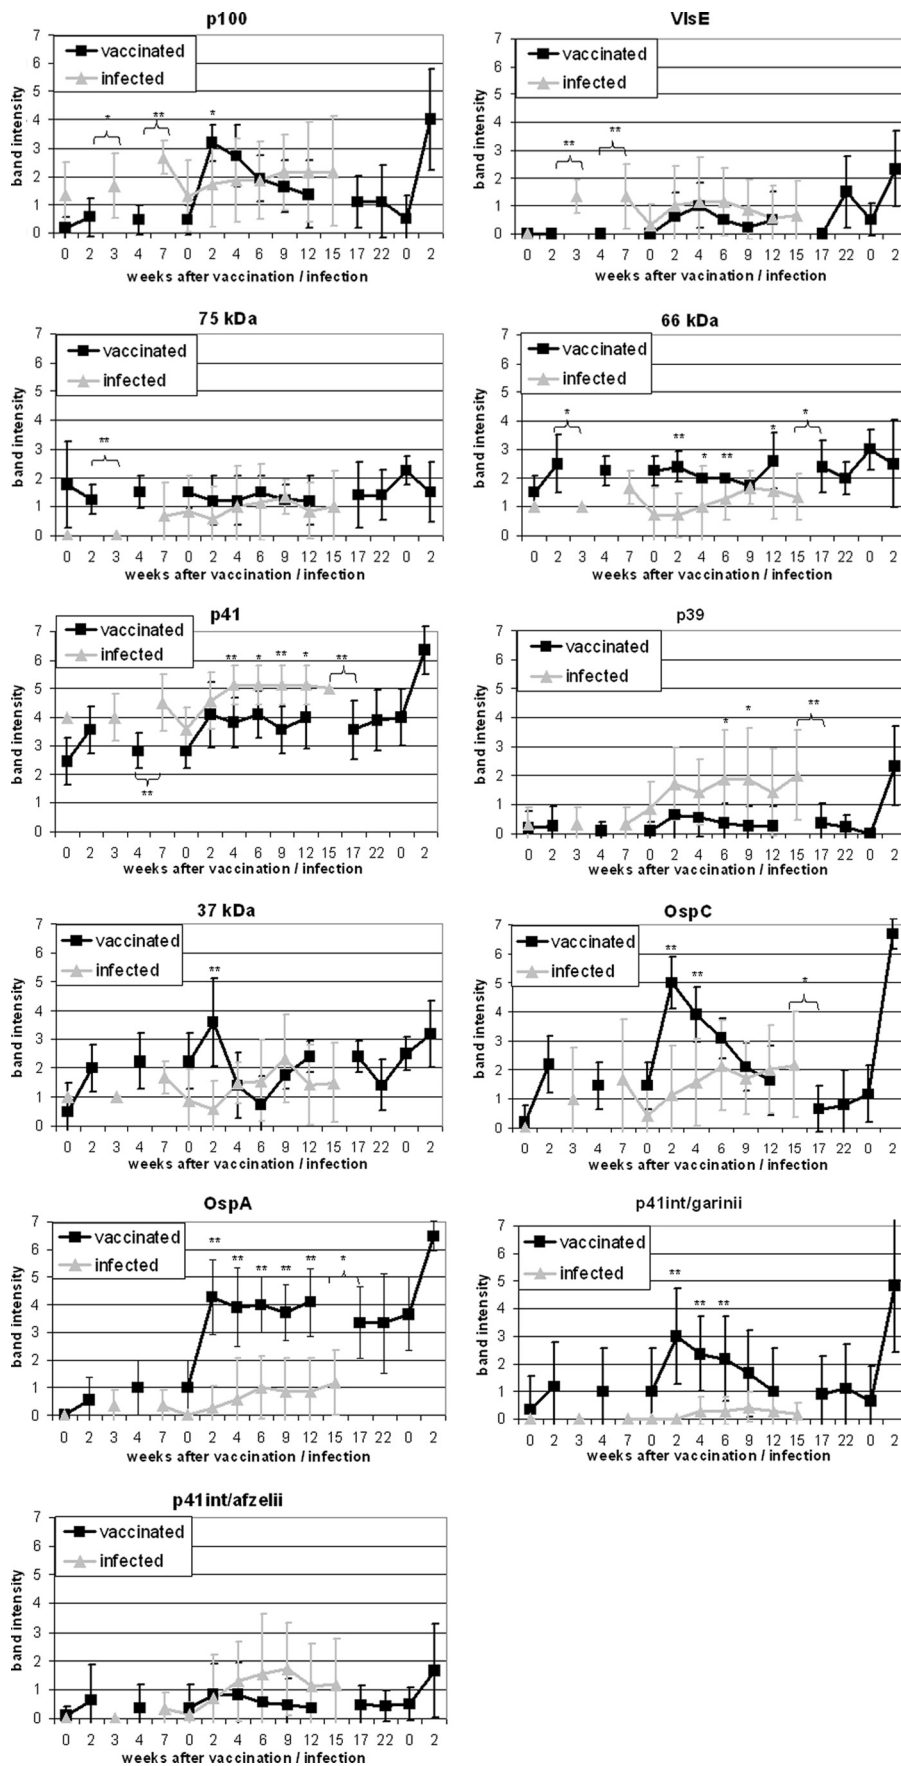 p100
7
6
5
4
3
2
1
0
band intensity
vaccinated
infected
*
**
*
0 2 3 4 7 0 2 4 6 9 12 15 17 22 0 2
weeks after vaccination / infection
VlsE
7
6
5
4
3
2
1
0
band intensity
vaccinated
infected
**
**
0 2 3 4 7 0 2 4 6 9 12 15 17 22 0 2
weeks after vacination / infection
75 kDa
7
6
5
4
3
2
1
0
band intensity
vaccinated
infected
**
0 2 3 4 7 0 2 4 6 9 12 15 17 22 0 2
weeks after vaccination / infection
66 kDa
7
6
5
4
3
2
1
0
band intensity
vaccinated
infected
*
**
*
**
*
*
0 2 3 4 7 0 2 4 6 9 12 15 17 22 0 2
weeks after vaccination / infection
p41
7
6
5
4
3
2
1
0
band intensity
vaccinated
infected
**
*
**
*
**
**
0 2 3 4 7 0 2 4 6 9 12 15 17 22 0 2
weeks after vaccination / infection
p39
7
6
5
4
3
2
1
0
band intensity
vaccinated
infected
*
*
**
0 2 3 4 7 0 2 4 6 9 12 15 17 22 0 2
weeks after vaccination / infection
37 kDa
7
6
5
4
3
2
1
0
band intensity
vaccinated
infected
**
0 2 3 4 7 0 2 4 6 9 12 15 17 22 0 2
weeks after vaccination / infection
OspC
7
6
5
4
3
2
1
0
band intensity
vaccinated
infected
**
**
*
0 2 3 4 7 0 2 4 6 9 12 15 17 22 0 2
weeks after vaccination / infection
OspA
7
6
5
4
3
2
1
0
band intensity
vaccinated
infected
**
**
**
**
**
*
0 2 3 4 7 0 2 4 6 9 12 15 17 22 0 2
weeks after vaccination / infection
p41int/garinii
7
6
5
4
3
2
1
0
band intensity
vaccinated
infected
**
**
**
0 2 3 4 7 0 2 4 6 9 12 15 17 22 0 2
weeks after vaccination / infection
p41int/afzelii
7
6
5
4
3
2
1
0
band intensity
vaccinated
infected
0 2 3 4 7 0 2 4 6 9 12 15 17 22 0 2
weeks after vaccination / infection